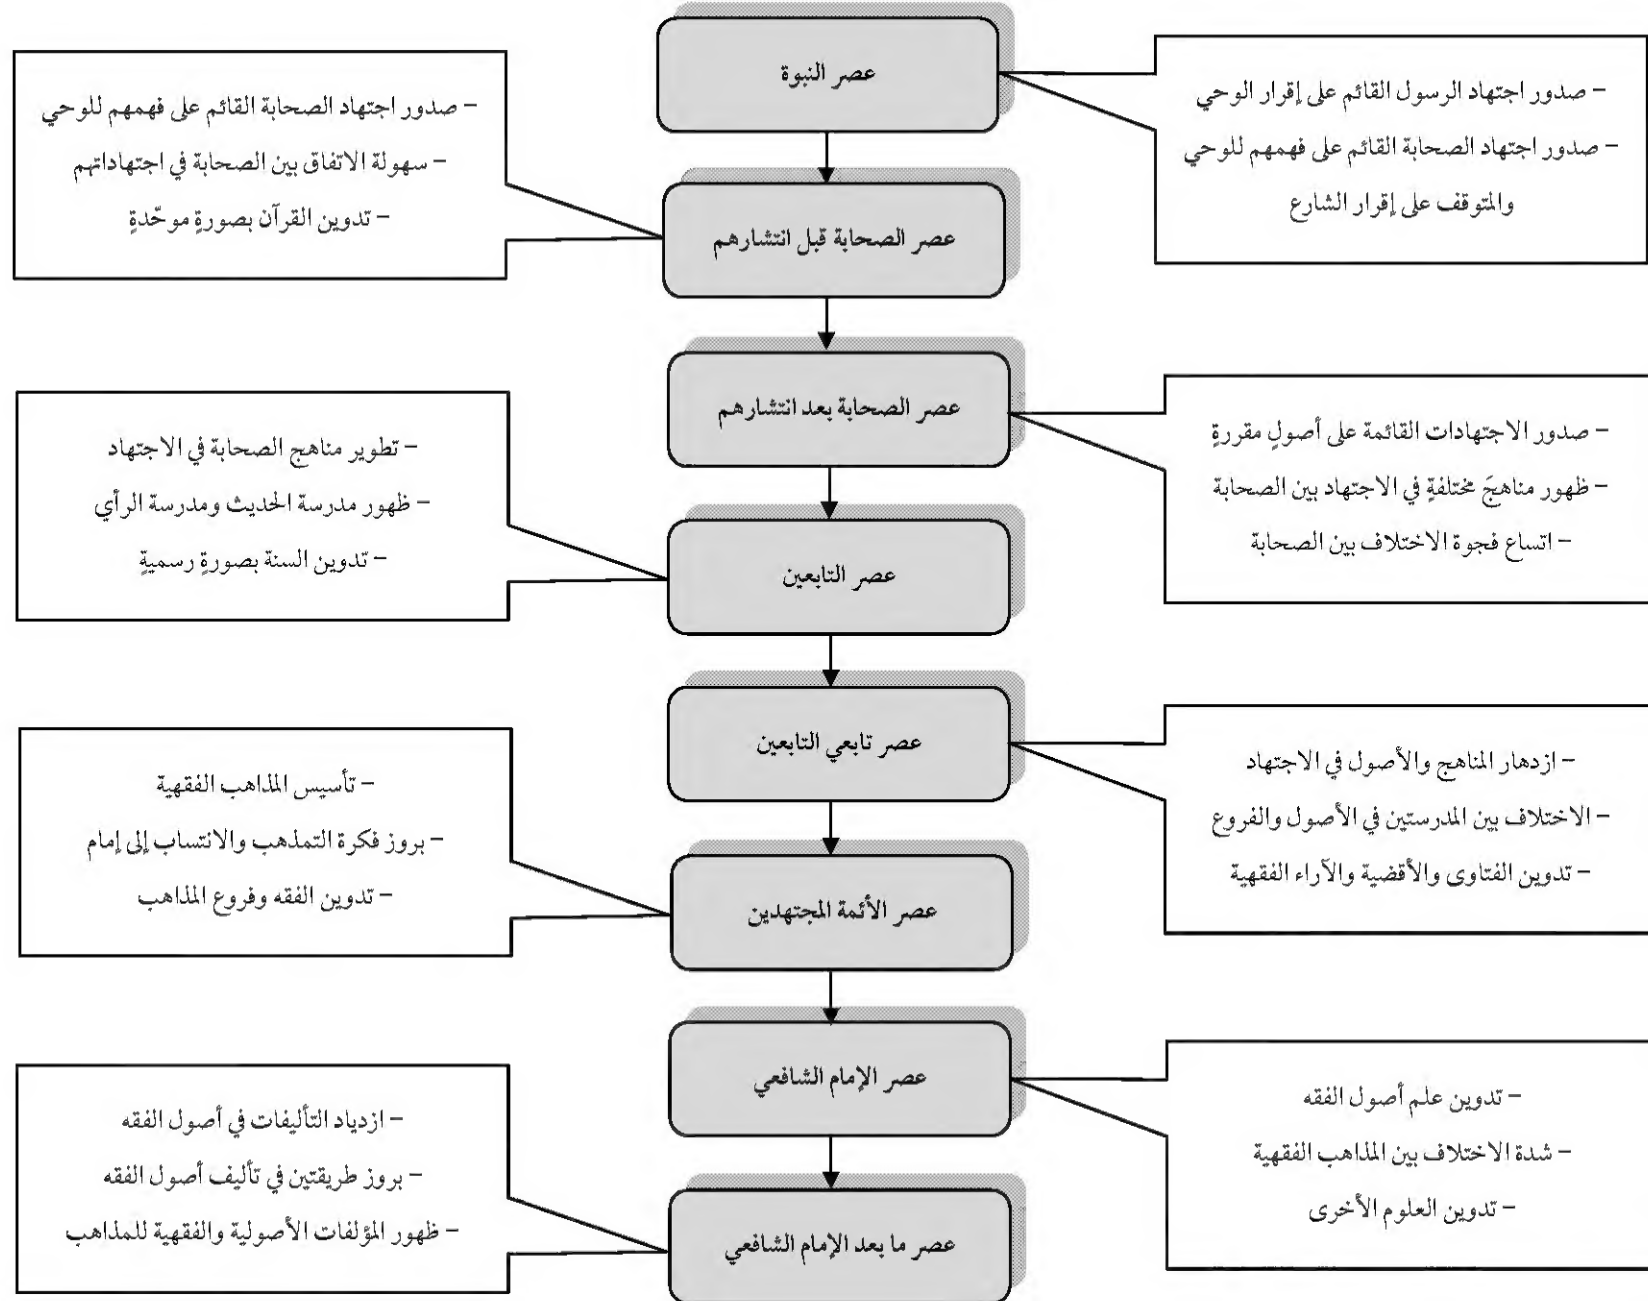 عصر النبوة
– صدور اجتهاد الرسول القائم على إقرار الوحي
– صدور اجتهاد الصحابة القائم على فهمهم للوحي
والمتوقف على إقرار الشارع
عصر الصحابة قبل انتشارهم
– صدور اجتهاد الصحابة القائم على فهمهم للوحي
– سهولة الاتفاق بين الصحابة في اجتهاداتهم
– تدوين القرآن بصورةٍ موحّدةٍ
عصر الصحابة بعد انتشارهم
– صدور الاجتهادات القائمة على أصولٍ مقررةٍ
– ظهور مناهجَ مختلفةٍ في الاجتهاد بين الصحابة
– اتساع فجوة الاختلاف بين الصحابة
عصر التابعين
– تطوير مناهج الصحابة في الاجتهاد
– ظهور مدرسة الحديث ومدرسة الرأي
– تدوين السنة بصورةٍ رسميةٍ
عصر تابعي التابعين
– ازدهار المناهج والأصول في الاجتهاد
– الاختلاف بين المدرستين في الأصول والفروع
– تدوين الفتاوى والأقضية والآراء الفقهية
عصر الأئمة المجتهدين
– تأسيس المذاهب الفقهية
– بروز فكرة التمذهب والانتساب إلى إمام
– تدوين الفقه وفروع المذاهب
عصر الإمام الشافعي
– تدوين علم أصول الفقه
– شدة الاختلاف بين المذاهب الفقهية
– تدوين العلوم الأخرى
عصر ما بعد الإمام الشافعي
– ازدياد التأليفات في أصول الفقه
– بروز طريقتين في تأليف أصول الفقه
– ظهور المؤلفات الأصولية والفقهية للمذاهب